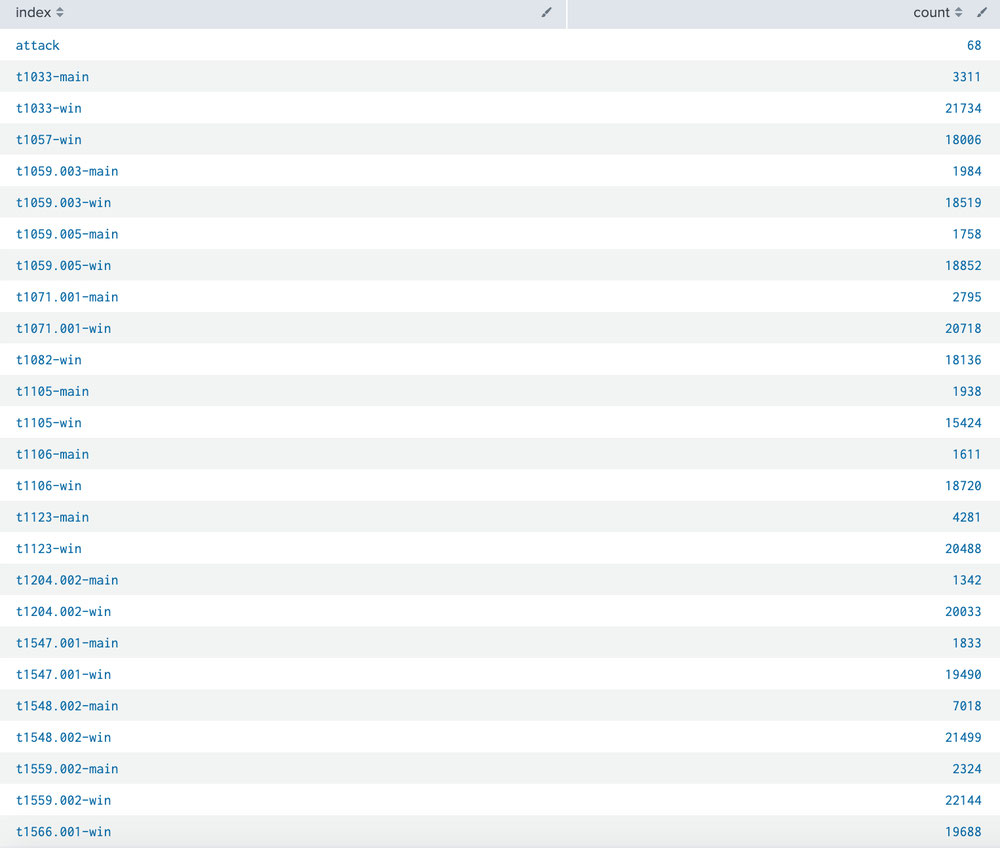 index count
attack 68
t1033-main 3311
t1033-win 21734
t1057-win 18006
t1059.003-main 1984
t1059.003-win 18519
t1059.005-main 1758
t1059.005-win 18852
t1071.001-main 2795
t1071.001-win 20718
t1082-win 18136
t1105-main 1938
t1105-win 15424
t1106-main 1611
t1106-win 18720
t1123-main 4281
t1123-win 20488
t1204.002-main 1342
t1204.002-win 20033
t1547.001-main 1833
t1547.001-win 19490
t1548.002-main 7018
t1548.002-win 21499
t1559.002-main 2324
t1559.002-win 22144
t1566.001-win 19688